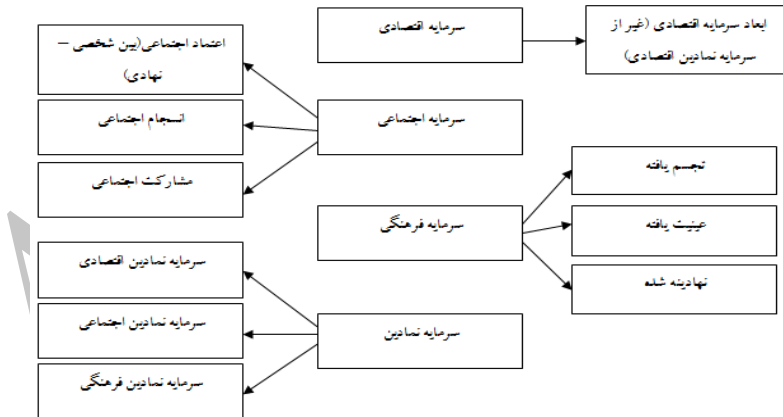 سرمایه اقتصادی
ابعاد سرمایه اقتصادی (غیر از
سرمایه نمادین اقتصادی)
سرمایه اجتماعی
اعتماد اجتماعی(بین شخصی –
نهادی)
انسجام اجتماعی
مشارکت اجتماعی
سرمایه فرهنگی
تجسم یافته
عینیت یافته
نهادینه شده
سرمایه نمادین
سرمایه نمادین اقتصادی
سرمایه نمادین اجتماعی
سرمایه نمادین فرهنگی